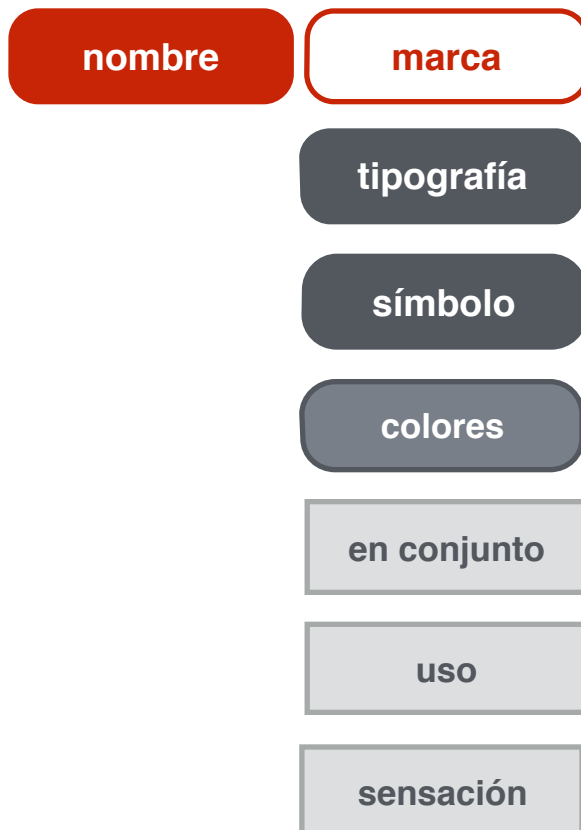 nombre
marca
tipografía
símbolo
colores
en conjunto
uso
sensación